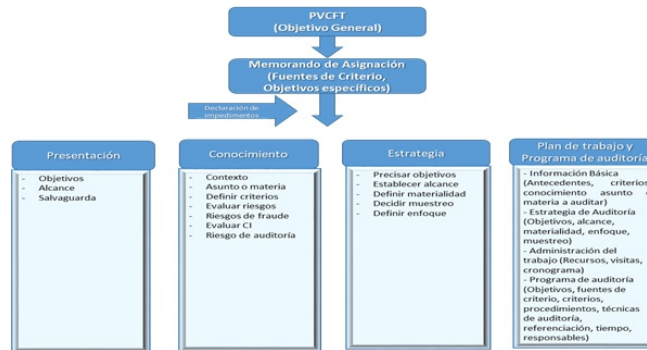 PVCFT
(Objetivo General)
Memorando de Asignación
(Fuentes de Criterio,
Objetivos específicos)
Declaración de
impedimentos
Presentación
- Objetivos
- Alcance
- Salvaguarda
Conocimiento
- Contexto
- Asunto o materia
- Definir criterios
- Evaluar riesgos
- Riesgos de fraude
- Evaluar CI
- Riesgo de auditoría
Estrategia
- Precisar objetivos
- Establecer alcance
- Definir materialidad
- Decidir muestreo
- Definir enfoque
Plan de trabajo y
Programa de auditoría
- Información Básica
(Antecedentes, criterios
conocimiento asunto o
materia a auditar)
- Estrategia de Auditoría
(Objetivos, alcance,
materialidad, enfoque,
muestreo)
- Administración del
trabajo (Recursos, visitas,
cronograma)
- Programa de auditoría
(Objetivos, fuentes de
criterio, criterios,
procedimientos, técnicas
de auditoría,
referenciación, tiempo,
responsables)